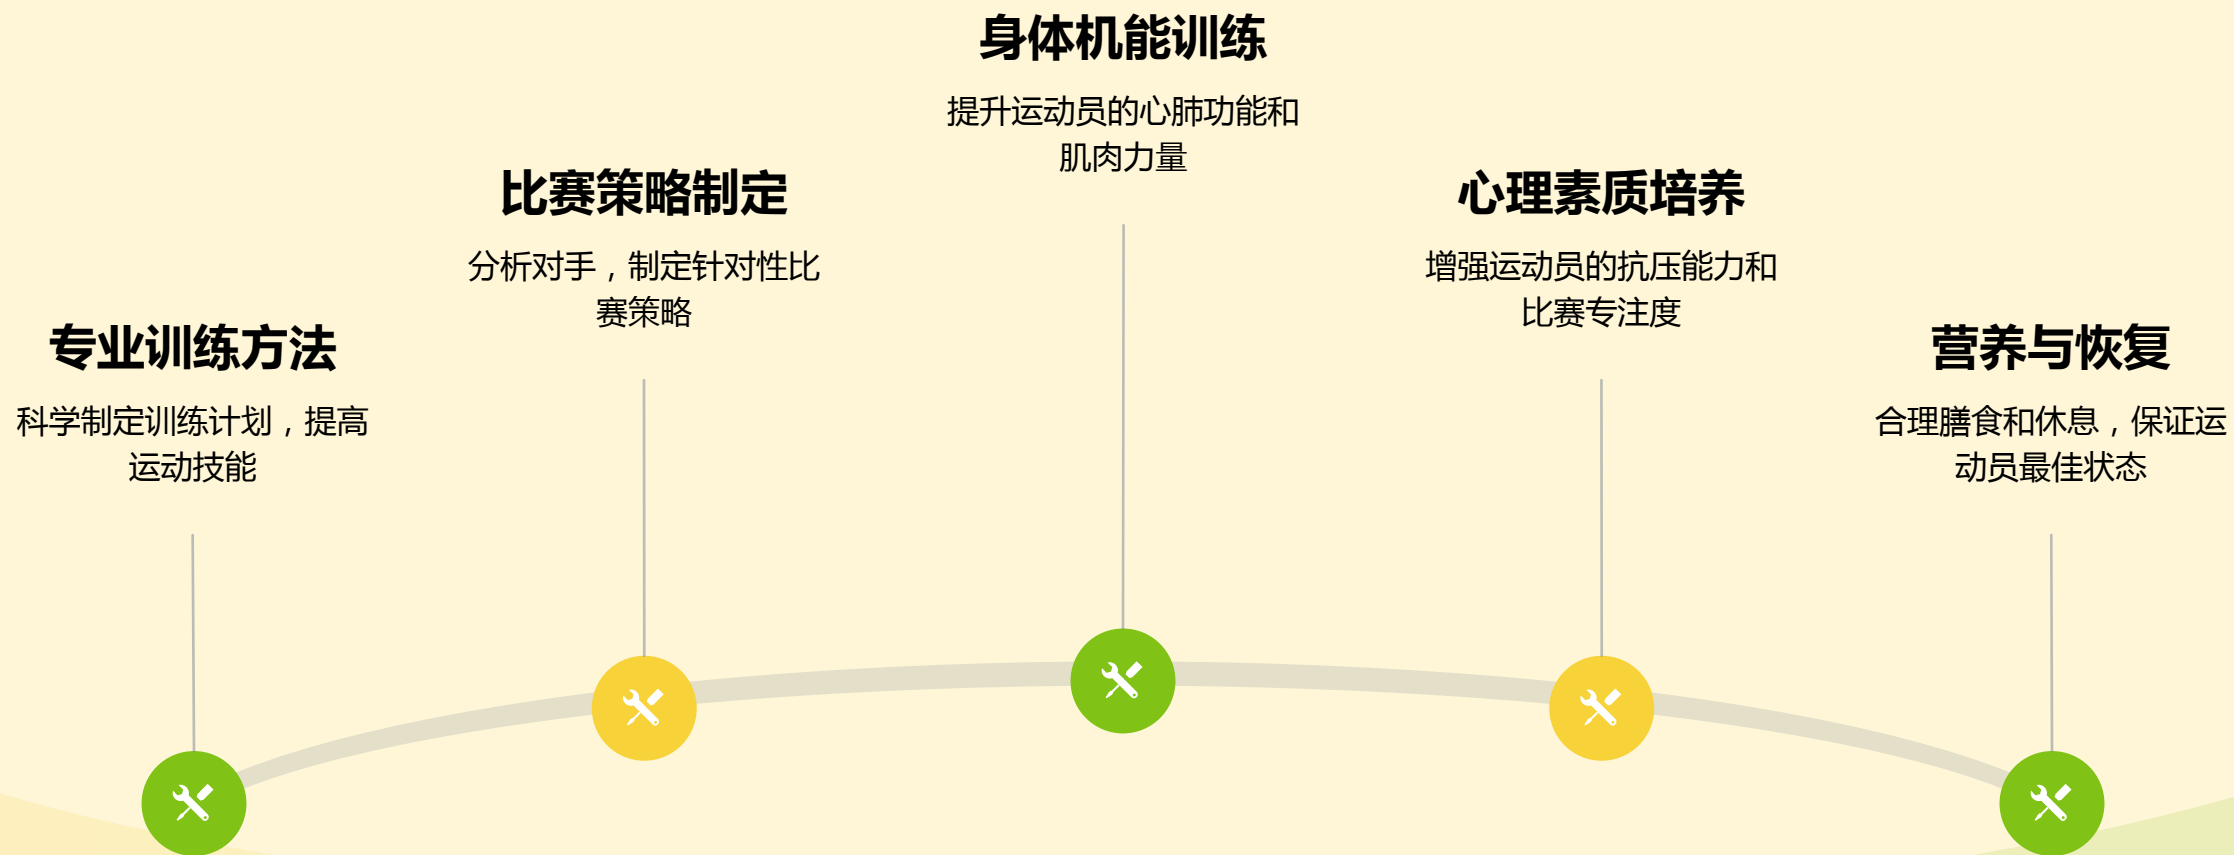 专业训练方法
科学制定训练计划，提高
运动技能
比赛策略制定
分析对手，制定针对性比
赛策略
身体机能训练
提升运动员的心肺功能和
肌肉力量
心理素质培养
增强运动员的抗压能力和
比赛专注度
营养与恢复
合理膳食和休息，保证运
动员最佳状态